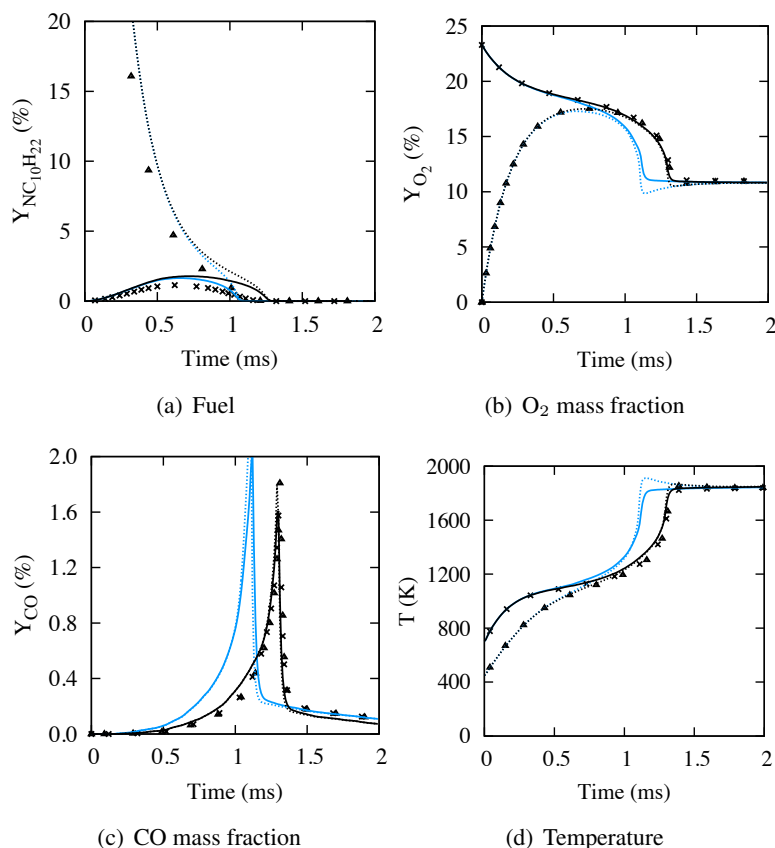 20
15
10
5
0
Y_NC₁₀H₂₂ (%)
0 0.5 1 1.5 2
Time (ms)
(a) Fuel
25
20
15
10
5
0
Y_O₂ (%)
0 0.5 1 1.5 2
Time (ms)
(b) O₂ mass fraction
2.0
1.6
1.2
0.8
0.4
0.0
Y_CO (%)
0 0.5 1 1.5 2
Time (ms)
(c) CO mass fraction
2000
1600
1200
800
400
0
T (K)
0 0.5 1 1.5 2
Time (ms)
(d) Temperature